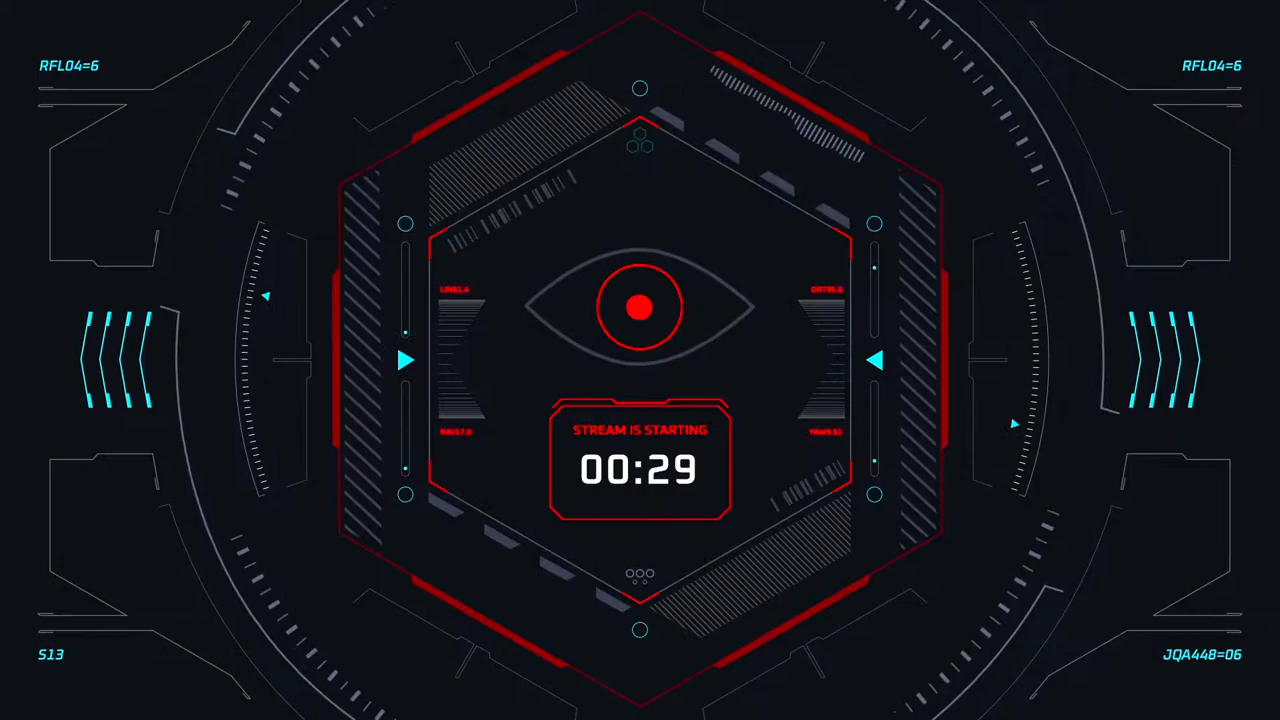 RFL04=6
RFL04=6
STREAM IS STARTING
00:29
S13
JQA448=06